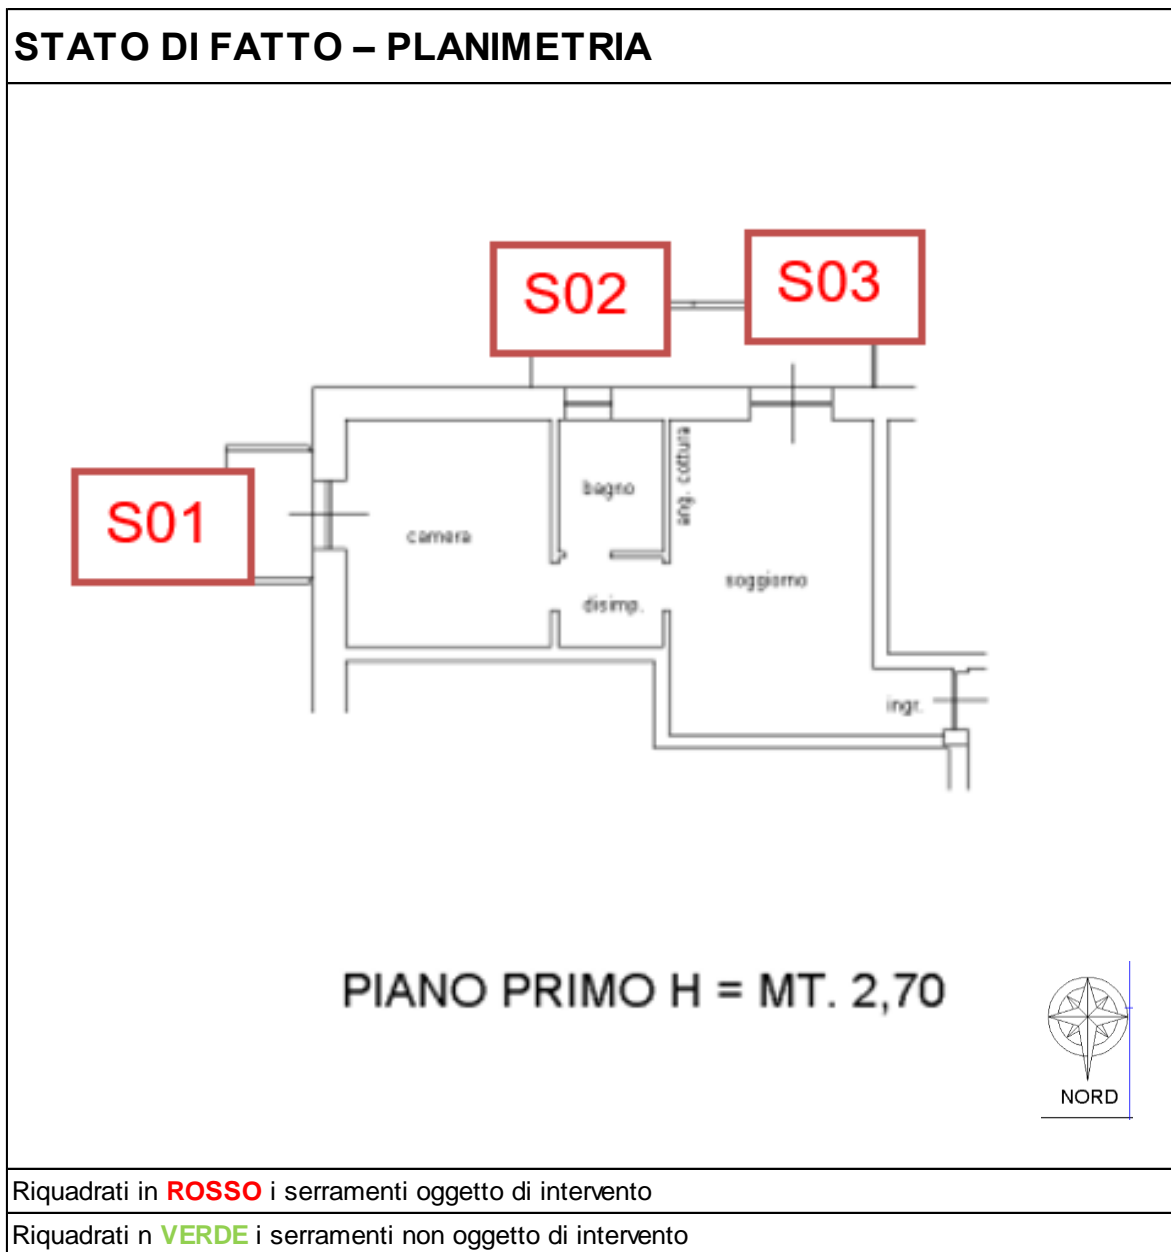 STATO DI FATTO – PLANIMETRIA
S02
S03
S01
ang. cottura
bagno
camera
soggiorno
disimp.
ingr.
PIANO PRIMO H = MT. 2,70
NORD
Riquadrati in ROSSO i serramenti oggetto di intervento
Riquadrati n VERDE i serramenti non oggetto di intervento